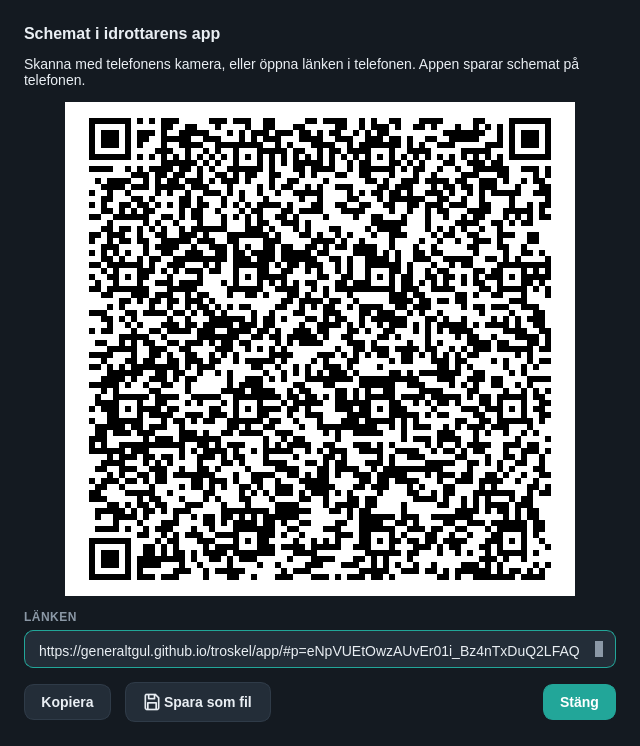 Schemat i idrottarens app
Skanna med telefonens kamera, eller öppna länken i telefonen. Appen sparar schemat på
telefonen.
LÄNKEN
https://generaltgul.github.io/troskel/app/#p=eNpVUEtOwzAUvEr01i_Bz4nTxDuQ2LFAQ
Kopiera
Spara som fil
Stäng